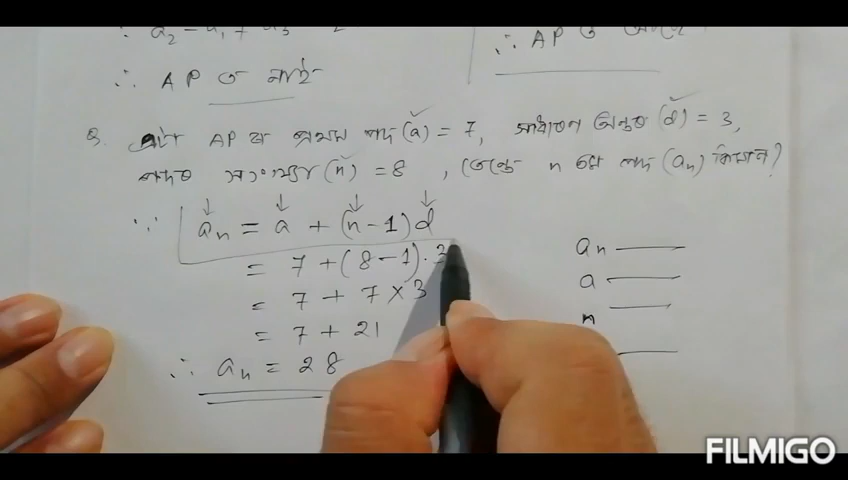 ∴ AP ত
∴ AP ত নাই
Q. এটা AP ৰ প্ৰথম পদ (a) = 7, সাধাৰণ অন্তৰ (d) = 3,
পদৰ সংখ্যা (n) = 8, তেন্তে n তম পদ (aₙ) কিমান?
∵ aₙ = a + (n-1)d
= 7 + (8-1).3
= 7 + 7 × 3
= 7 + 21
∴ aₙ = 28
aₙ
a
n
FILMIGO